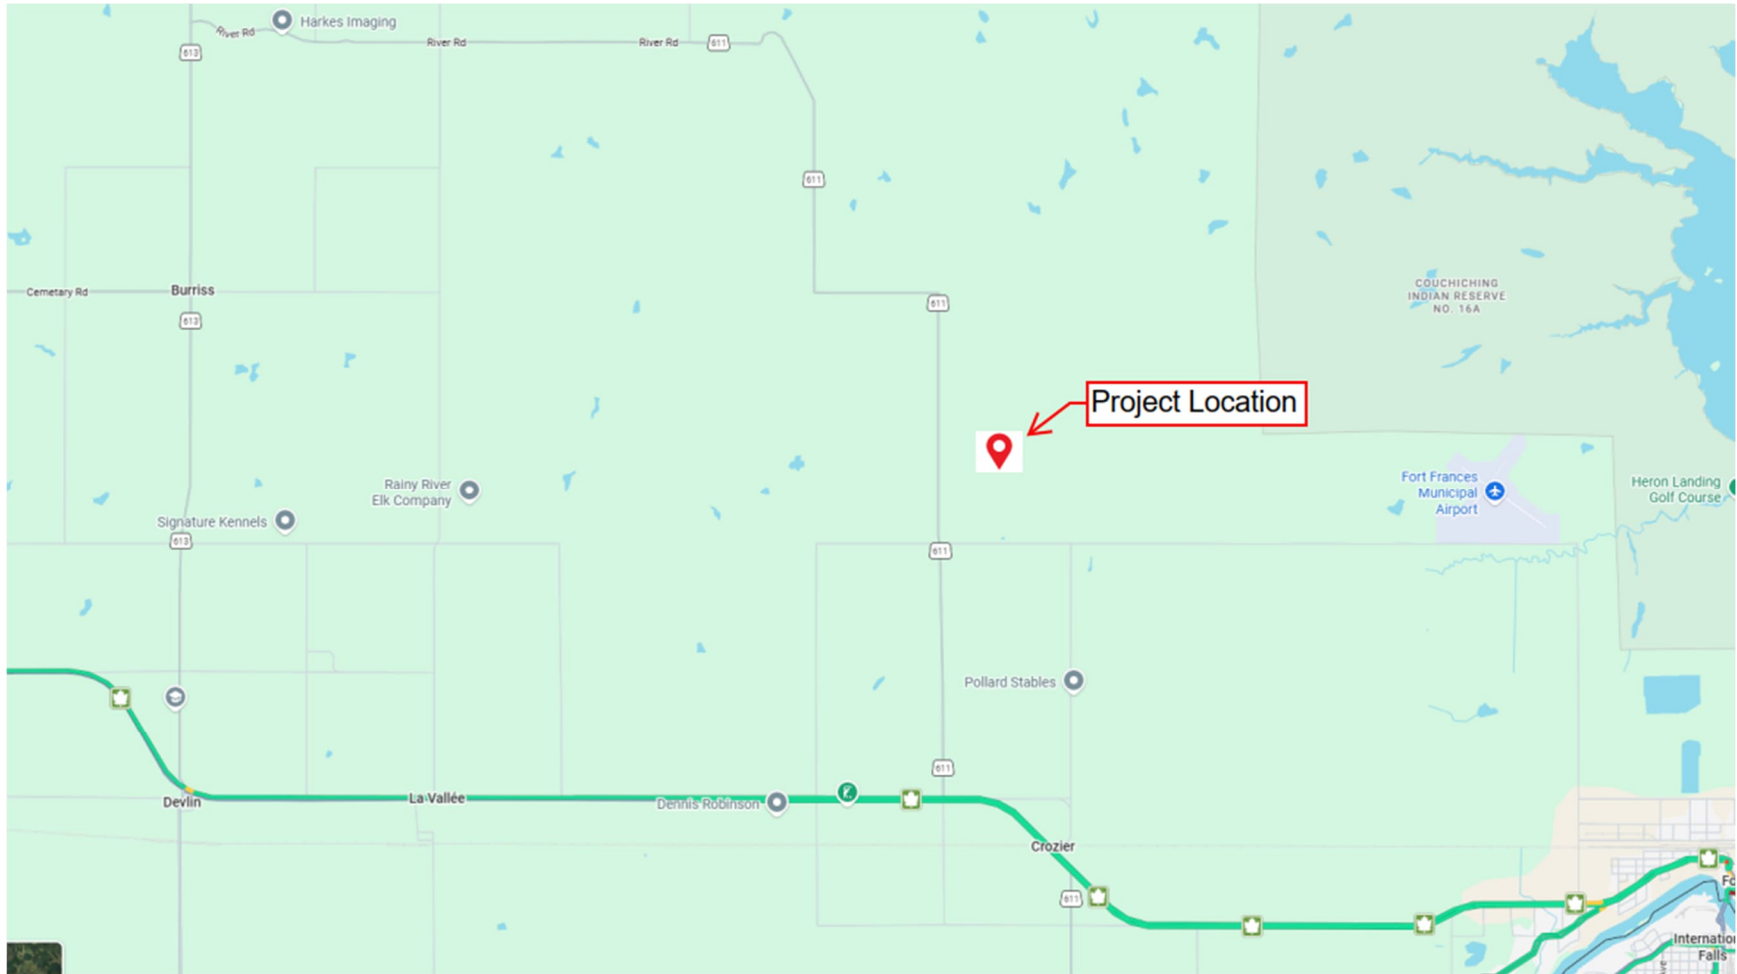 Harkes Imaging
River Rd
River Rd
River Rd
611
613
611
Cemetary Rd
Burriss
613
611
COUCHICHING
INDIAN RESERVE
NO. 16A
Project Location
Rainy River
Elk Company
Fort Frances
Municipal
Airport
Heron Landing
Golf Course
Signature Kennels
613
611
Pollard Stables
611
Devlin
La Vallée
Dennis Robinson
Crozier
611
Fo
Internatio
Falls